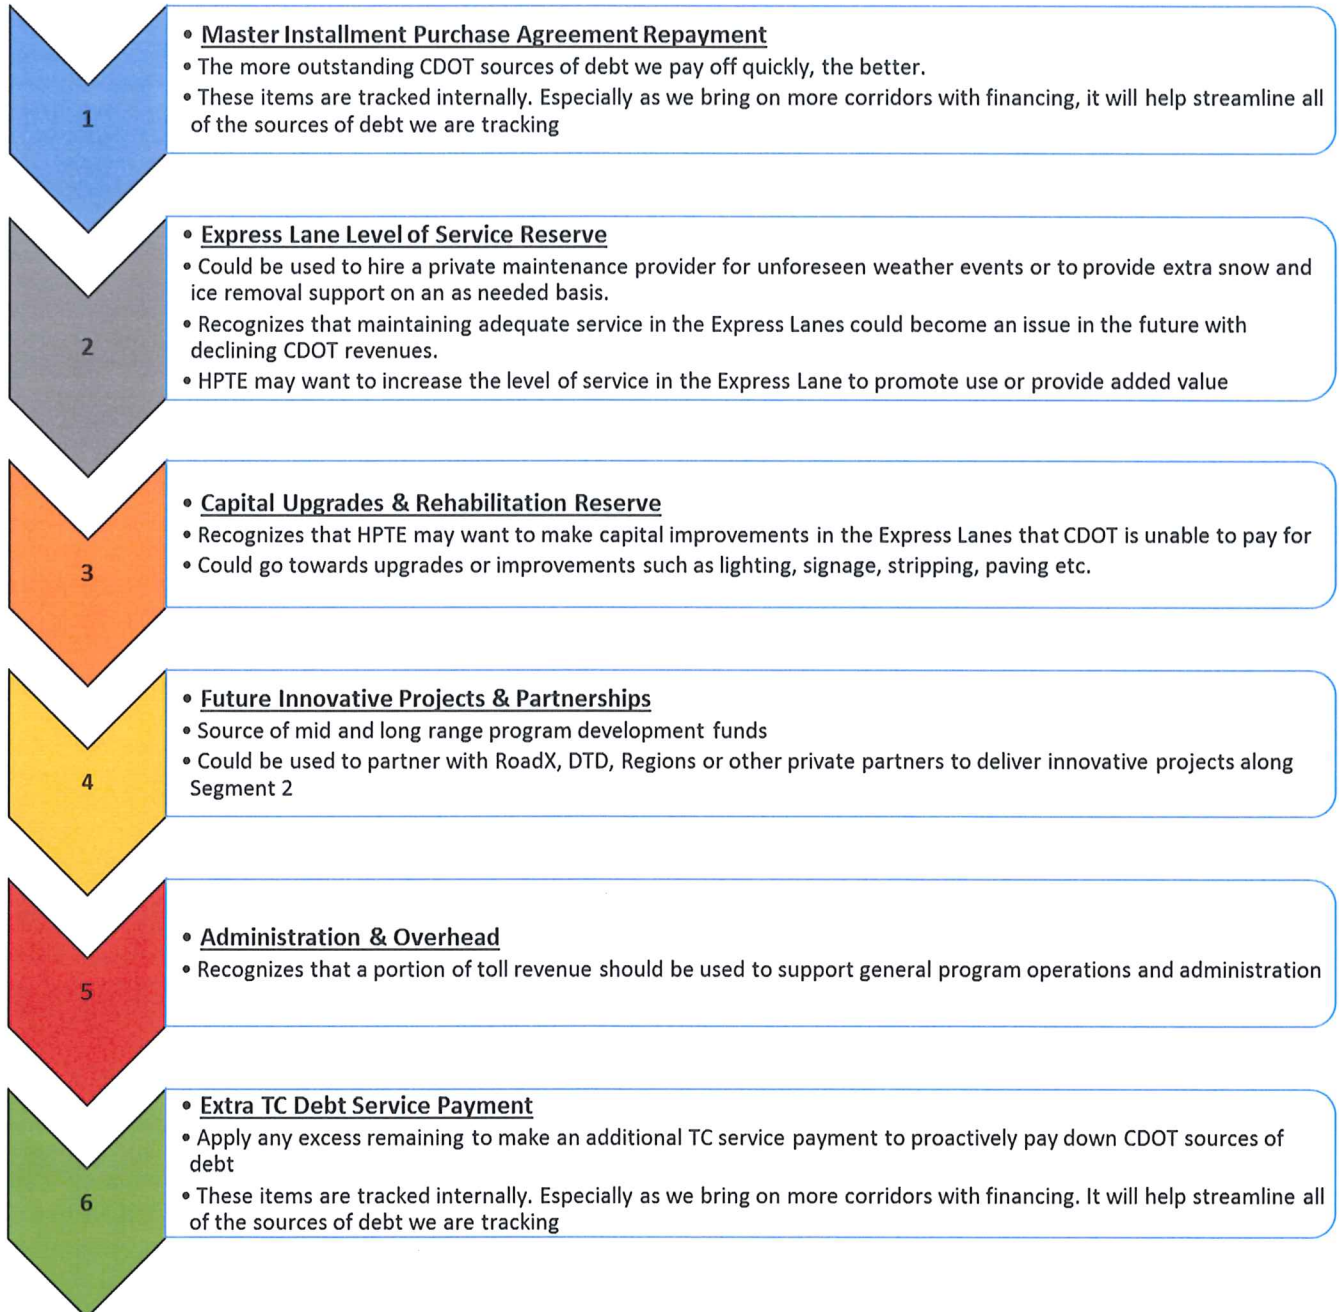 • Master Installment Purchase Agreement Repayment
• The more outstanding CDOT sources of debt we pay off quickly, the better.
• These items are tracked internally. Especially as we bring on more corridors with financing, it will help streamline all
of the sources of debt we are tracking
1
• Express Lane Level of Service Reserve
• Could be used to hire a private maintenance provider for unforeseen weather events or to provide extra snow and
ice removal support on an as needed basis.
• Recognizes that maintaining adequate service in the Express Lanes could become an issue in the future with
declining CDOT revenues.
• HPTE may want to increase the level of service in the Express Lane to promote use or provide added value
2
• Capital Upgrades & Rehabilitation Reserve
• Recognizes that HPTE may want to make capital improvements in the Express Lanes that CDOT is unable to pay for
• Could go towards upgrades or improvements such as lighting, signage, stripping, paving etc.
3
• Future Innovative Projects & Partnerships
• Source of mid and long range program development funds
• Could be used to partner with RoadX, DTD, Regions or other private partners to deliver innovative projects along
Segment 2
4
• Administration & Overhead
• Recognizes that a portion of toll revenue should be used to support general program operations and administration
5
• Extra TC Debt Service Payment
• Apply any excess remaining to make an additional TC service payment to proactively pay down CDOT sources of
debt
• These items are tracked internally. Especially as we bring on more corridors with financing. It will help streamline all
of the sources of debt we are tracking
6